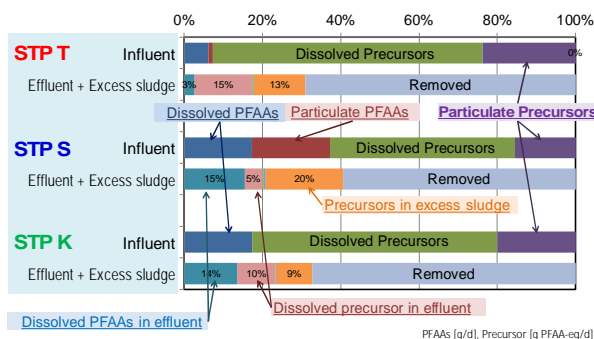 0% 20% 40% 60% 80% 100%
STP T Influent Dissolved Precursors 0%
Effluent + Excess sludge 3% 15% 13% Removed
Dissolved PFAAs Particulate PFAAs Particulate Precursors
STP S Influent Dissolved Precursors
Effluent + Excess sludge 15% 5% 20% Removed
Precursors in excess sludge
STP K Influent Dissolved Precursors
Effluent + Excess sludge 14% 10% 9% Removed
Dissolved precursor in effluent
Dissolved PFAAs in effluent
PFAAs [g/d], Precursor [g PFAA-eq/d]